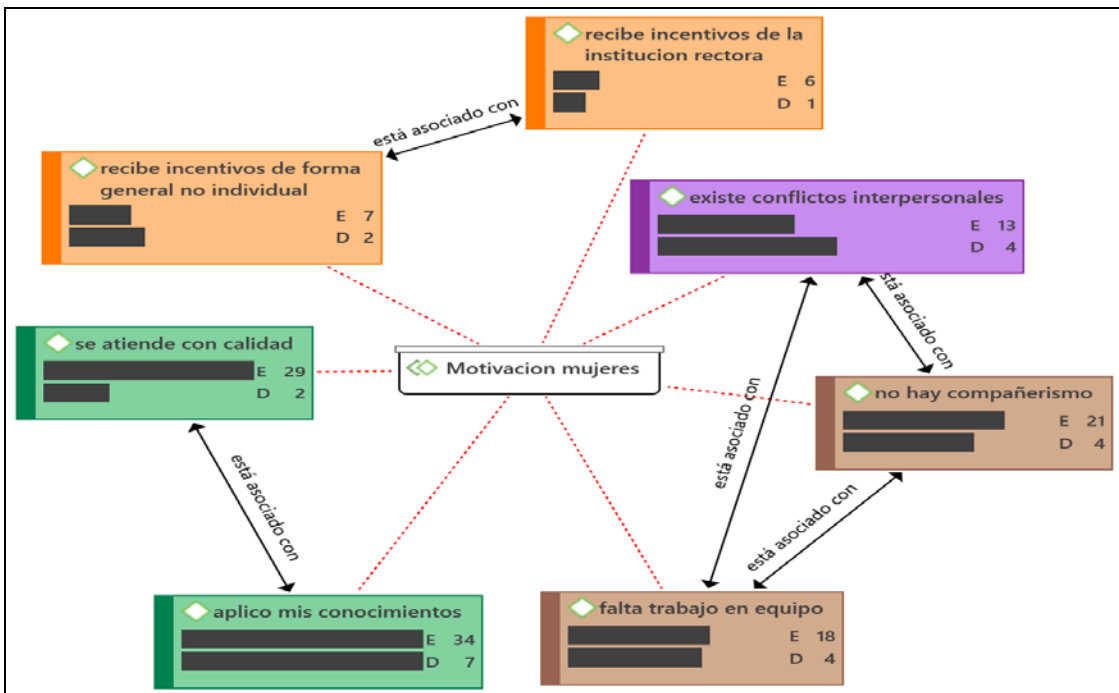 recibe incentivos de la
institucion rectora
E 6
D 1
está asociado con
recibe incentivos de forma
general no individual
E 7
D 2
existe conflictos interpersonales
E 13
D 4
está asociado con
se atiende con calidad
E 29
D 2
Motivacion mujeres
no hay compañerismo
E 21
D 4
está asociado con
está asociado con
está asociado con
aplico mis conocimientos
E 34
D 7
falta trabajo en equipo
E 18
D 4